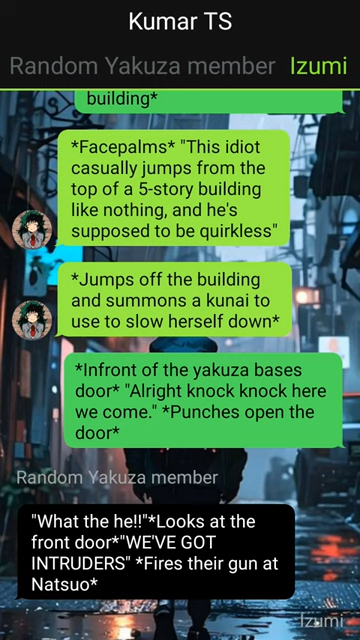 Kumar TS
Random Yakuza member Izumi
building*
*Facepalms* "This idiot
casually jumps from the
top of a 5-story building
like nothing, and he's
supposed to be quirkless"
*Jumps off the building
and summons a kunai to
use to slow herself down*
*Infront of the yakuza bases
door* "Alright knock knock here
we come." *Punches open the
door*
Random Yakuza member
"What the he!!"*Looks at the
front door*"WE'VE GOT
INTRUDERS" *Fires their gun at
Natsuo*
Izumi